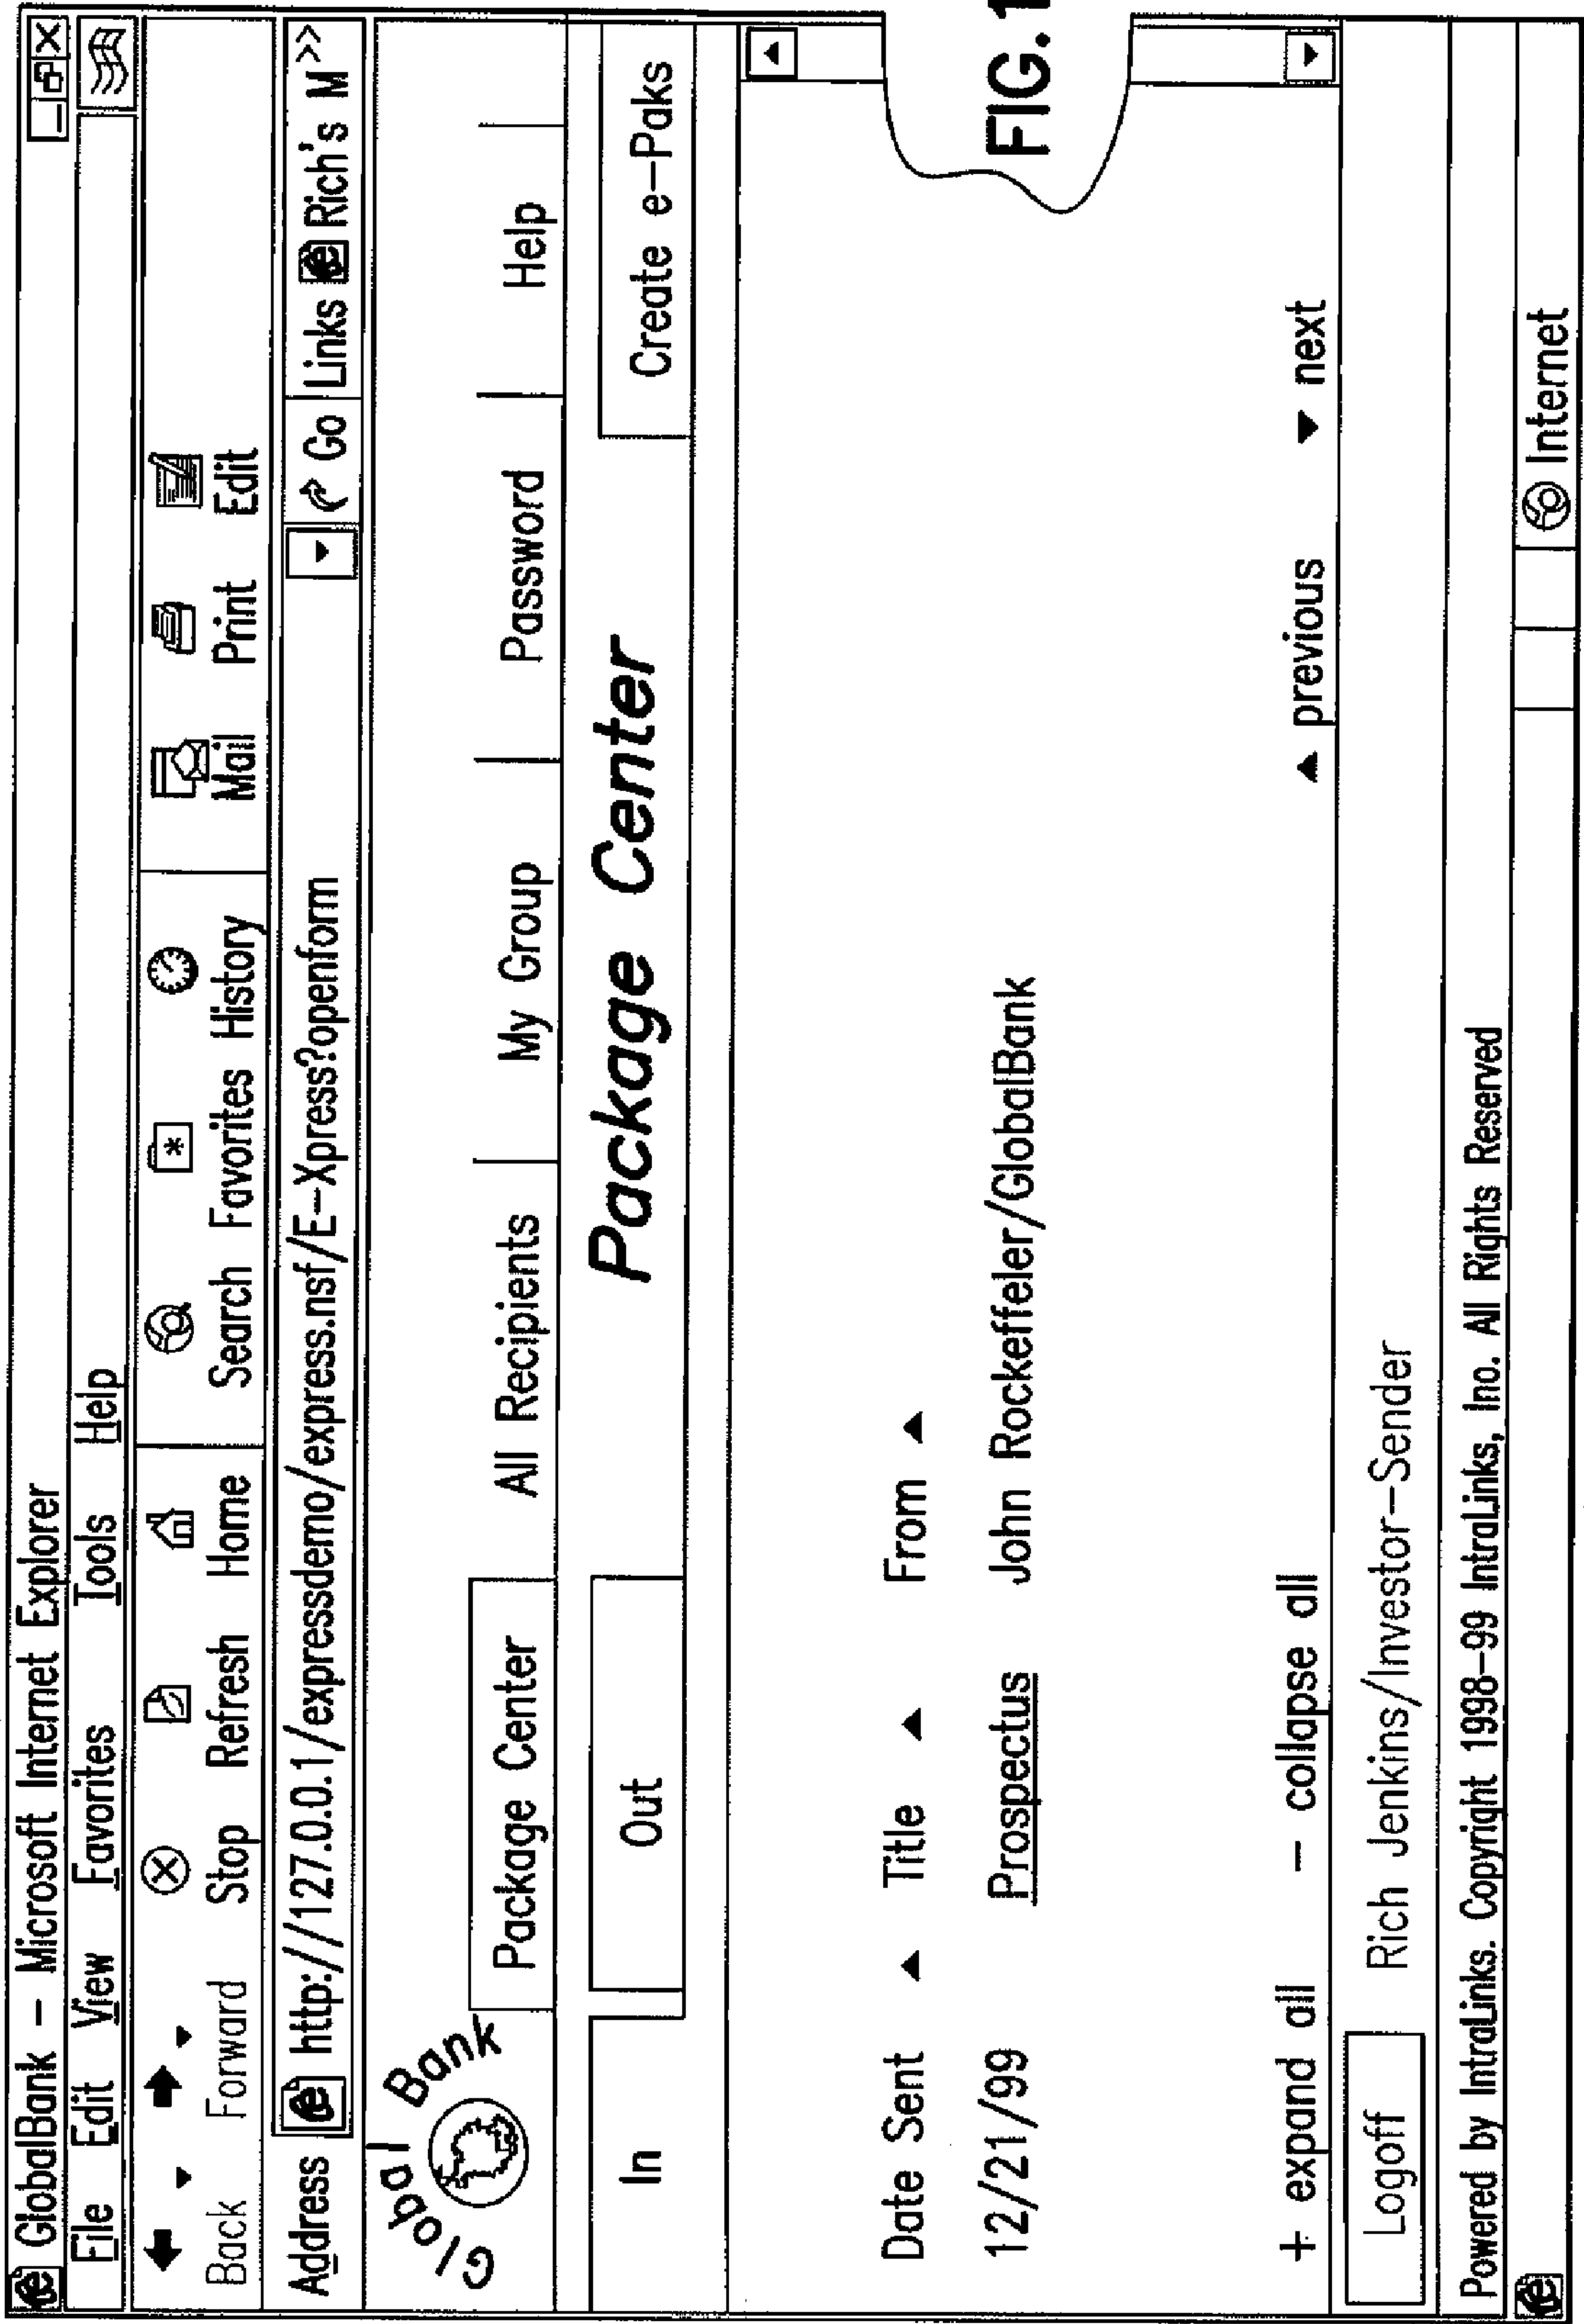 GlobalBank - Microsoft Internet Explorer
File Edit View Favorites Tools Help
Back Forward Stop Refresh Home Search Favorites History Mail Print Edit
Address http://127.0.0.1/expressdemo/express.nsf/E-Xpress?openform Go Links Rich's M >>
Global Bank
Package Center All Recipients My Group Password Help
In Out Package Center Create e-Paks
Date Sent Title From
12/21/99 Prospectus John Rockeffeler/GlobalBank
FIG. 1
+ expand all - collapse all previous next
Logoff Rich Jenkins/Investor-Sender
Powered by IntraLinks. Copyright 1998-99 IntraLinks, Ino. All Rights Reserved
Internet